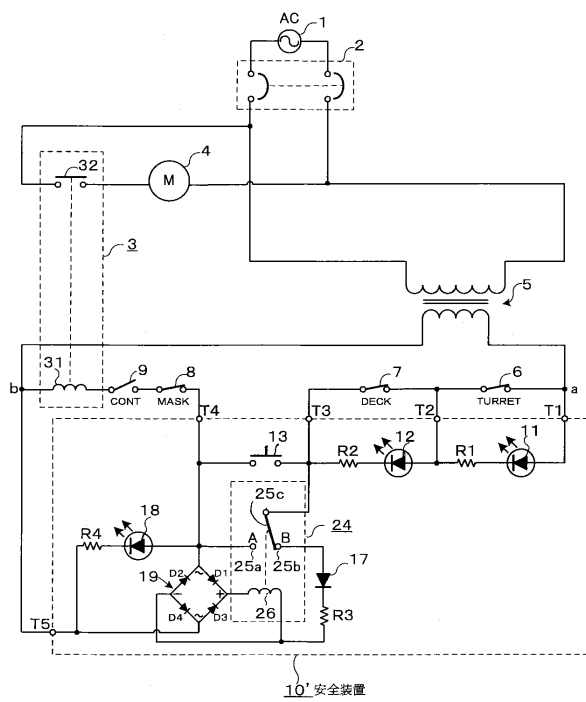 AC
1
2
32
4
M
3
5
31
9
8
7
6
b
CONT
MASK
DECK
TURRET
a
T4
T3
T2
T1
13
12
11
R2
R1
25c
24
18
R4
A
B
25a
25b
17
19
D2
D1
D4
D3
~
~
−
+
26
R3
T5
10' 安全装置